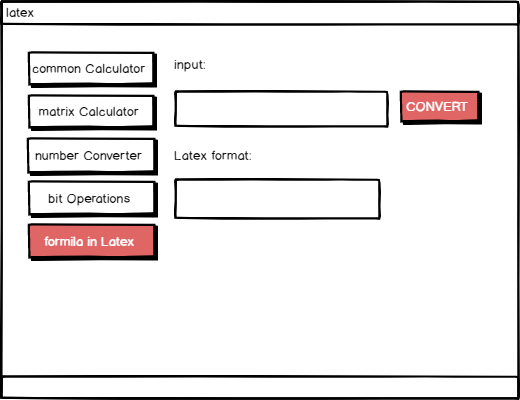 latex
common Calculator
matrix Calculator
number Converter
bit Operations
formila in Latex
input:
CONVERT
Latex format: